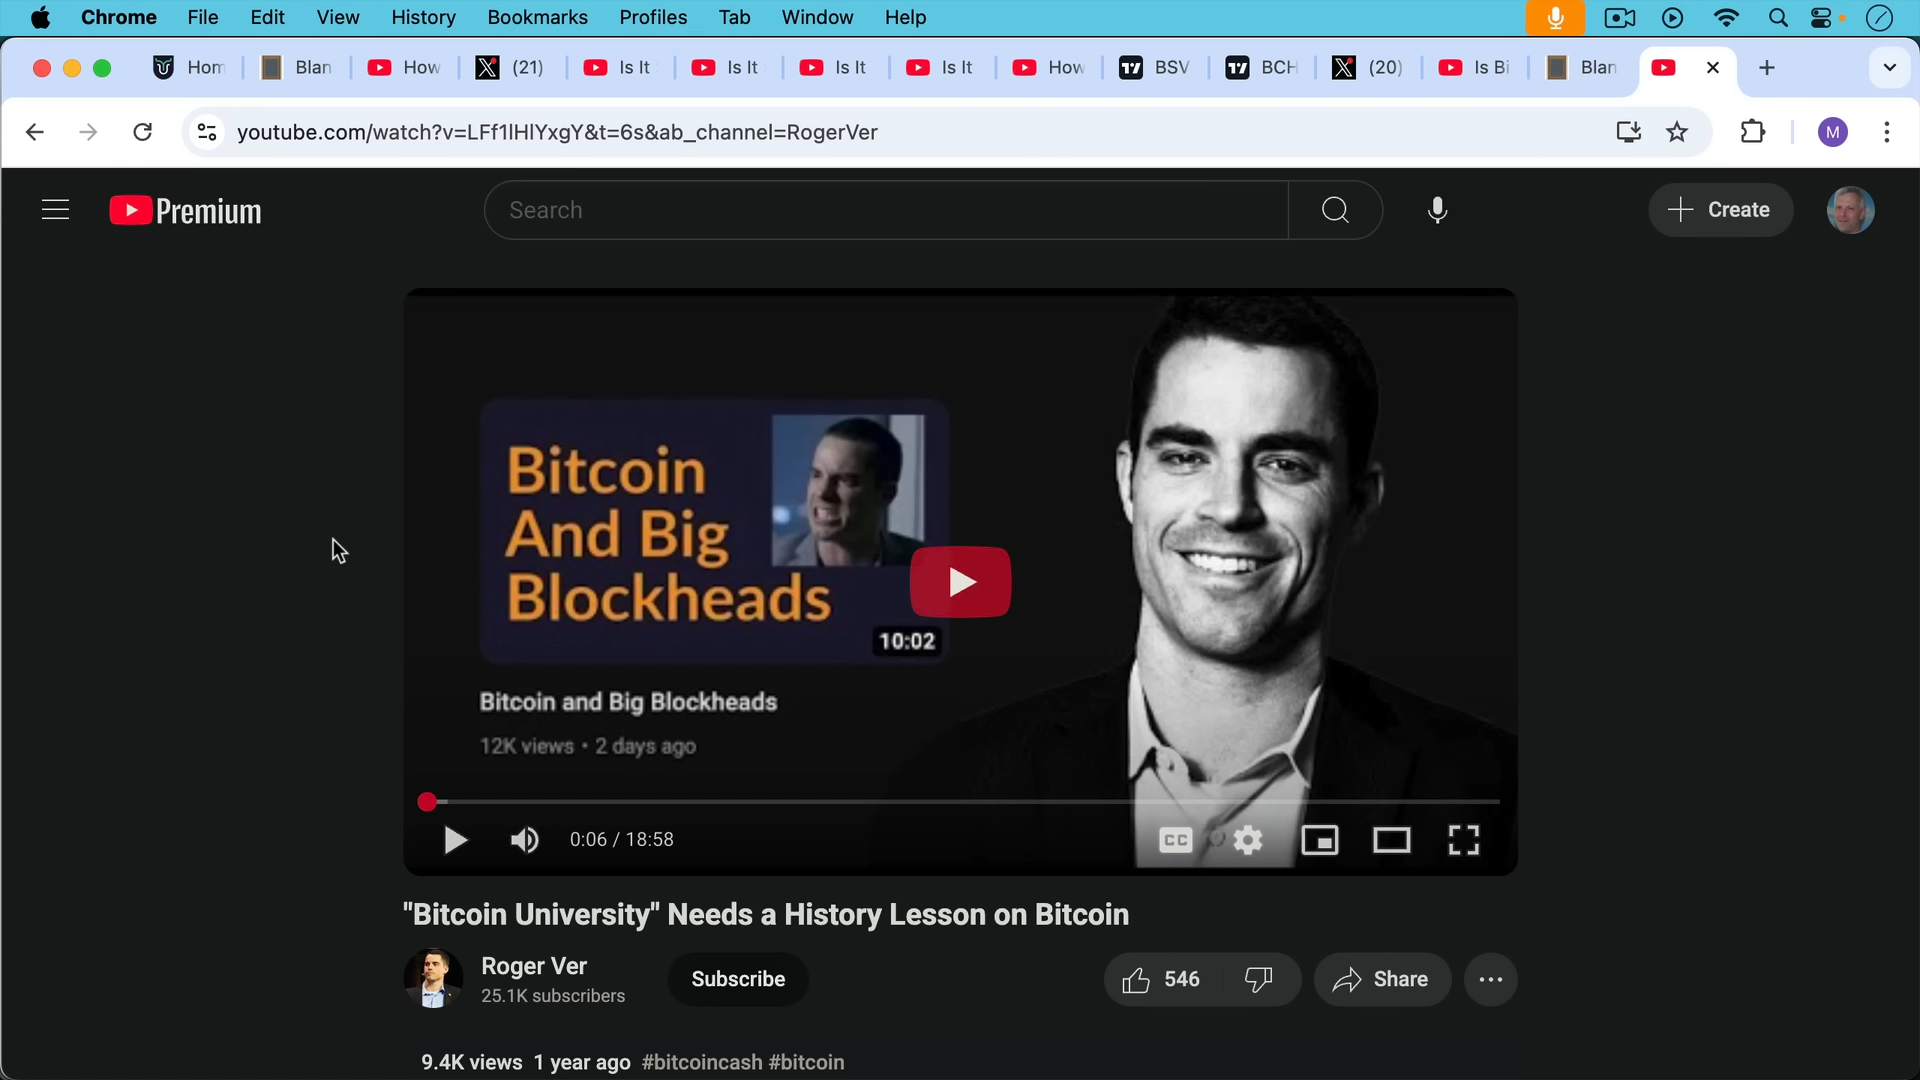 Chrome File Edit View History Bookmarks Profiles Tab Window Help
Hom Blan How (21) Is It Is It Is It Is It How BSV BCH (20) Is Bi Blan
youtube.com/watch?v=LFf1lHlYxgY&t=6s&ab_channel=RogerVer M
Premium Search Create
Bitcoin
And Big
Blockheads
10:02
Bitcoin and Big Blockheads
12K views • 2 days ago
0:06 / 18:58 CC
"Bitcoin University" Needs a History Lesson on Bitcoin
Roger Ver
25.1K subscribers
Subscribe 546 Share
9.4K views 1 year ago #bitcoincash #bitcoin